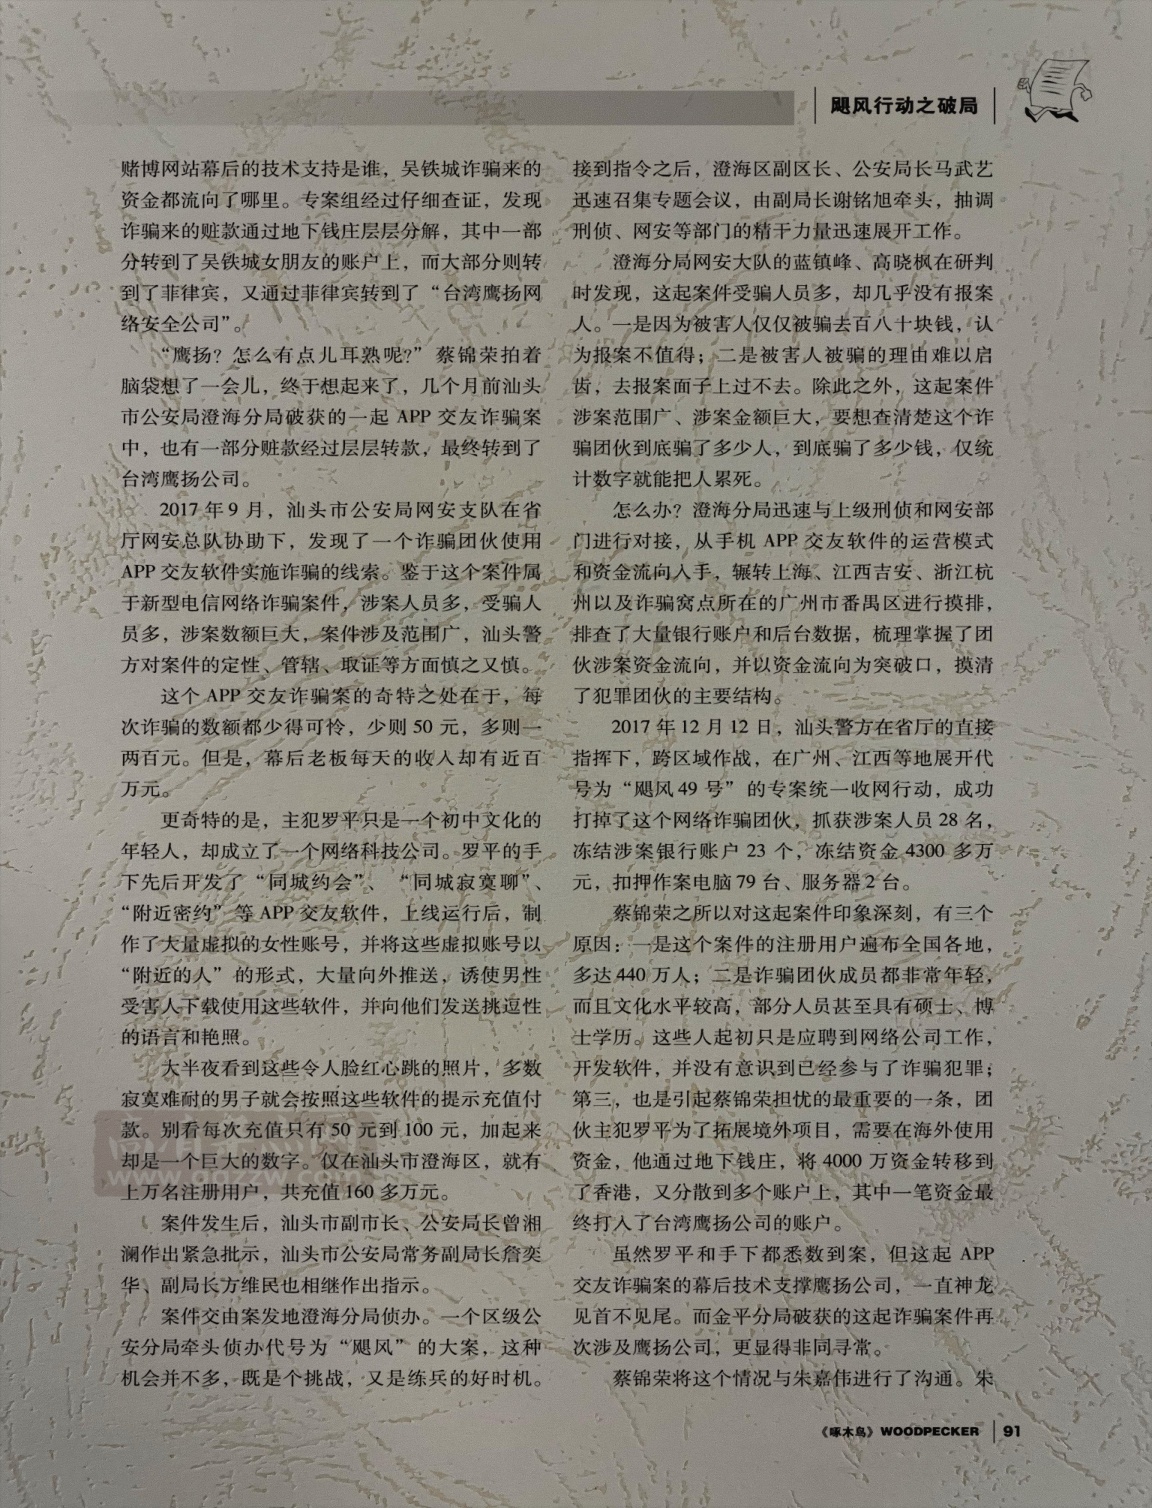 飓风行动之破局
赌博网站幕后的技术支持是谁，吴铁城诈骗来的
资金都流向了哪里。专案组经过仔细查证，发现
诈骗来的赃款通过地下钱庄层层分解，其中一部
分转到了吴铁城女朋友的账户上，而大部分则转
到了菲律宾，又通过菲律宾转到了“台湾鹰扬网
络安全公司”。
“鹰扬？怎么有点儿耳熟呢？”蔡锦荣拍着
脑袋想了一会儿，终于想起来了，几个月前汕头
市公安局澄海分局破获的一起 APP 交友诈骗案
中，也有一部分赃款经过层层转款，最终转到了
台湾鹰扬公司。
2017 年 9 月，汕头市公安局网安支队在省
厅网安总队协助下，发现了一个诈骗团伙使用
APP 交友软件实施诈骗的线索。鉴于这个案件属
于新型电信网络诈骗案件，涉案人员多，受骗人
员多，涉案数额巨大，案件涉及范围广，汕头警
方对案件的定性、管辖、取证等方面慎之又慎。
这个 APP 交友诈骗案的奇特之处在于，每
次诈骗的数额都少得可怜，少则 50 元，多则一
两百元。但是，幕后老板每天的收入却有近百
万元。
更奇特的是，主犯罗平只是一个初中文化的
年轻人，却成立了一个网络科技公司。罗平的手
下先后开发了“同城约会”、“同城寂寞聊”、
“附近密约”等 APP 交友软件，上线运行后，制
作了大量虚拟的女性账号，并将这些虚拟账号以
“附近的人”的形式，大量向外推送，诱使男性
受害人下载使用这些软件，并向他们发送挑逗性
的语言和艳照。
大半夜看到这些令人脸红心跳的照片，多数
寂寞难耐的男子就会按照这些软件的提示充值付
款。别看每次充值只有 50 元到 100 元，加起来
却是一个巨大的数字。仅在汕头市澄海区，就有
上万名注册用户，共充值 160 多万元。
案件发生后，汕头市副市长、公安局长曾湘
澜作出紧急批示，汕头市公安局常务副局长詹奕
华、副局长方维民也相继作出指示。
案件交由案发地澄海分局侦办。一个区级公
安分局牵头侦办代号为“飓风”的大案，这种
机会并不多，既是个挑战，又是练兵的好时机。
接到指令之后，澄海区副区长、公安局长马武艺
迅速召集专题会议，由副局长谢铭旭牵头，抽调
刑侦、网安等部门的精干力量迅速展开工作。
澄海分局网安大队的蓝镇峰、高晓枫在研判
时发现，这起案件受骗人员多，却几乎没有报案
人。一是因为被害人仅仅被骗去百八十块钱，认
为报案不值得；二是被害人被骗的理由难以启
齿，去报案面子上过不去。除此之外，这起案件
涉案范围广、涉案金额巨大，要想查清楚这个诈
骗团伙到底骗了多少人，到底骗了多少钱，仅统
计数字就能把人累死。
怎么办？澄海分局迅速与上级刑侦和网安部
门进行对接，从手机 APP 交友软件的运营模式
和资金流向入手，辗转上海、江西吉安、浙江杭
州以及诈骗窝点所在的广州市番禺区进行摸排，
排查了大量银行账户和后台数据，梳理掌握了团
伙涉案资金流向，并以资金流向为突破口，摸清
了犯罪团伙的主要结构。
2017 年 12 月 12 日，汕头警方在省厅的直接
指挥下，跨区域作战，在广州、江西等地展开代
号为“飓风 49 号”的专案统一收网行动，成功
打掉了这个网络诈骗团伙，抓获涉案人员 28 名，
冻结涉案银行账户 23 个，冻结资金 4300 多万
元，扣押作案电脑 79 台、服务器 2 台。
蔡锦荣之所以对这起案件印象深刻，有三个
原因：一是这个案件的注册用户遍布全国各地，
多达 440 万人；二是诈骗团伙成员都非常年轻，
而且文化水平较高，部分人员甚至具有硕士、博
士学历。这些人起初只是应聘到网络公司工作，
开发软件，并没有意识到已经参与了诈骗犯罪；
第三，也是引起蔡锦荣担忧的最重要的一条，团
伙主犯罗平为了拓展境外项目，需要在海外使用
资金，他通过地下钱庄，将 4000 万资金转移到
了香港，又分散到多个账户上，其中一笔资金最
终打入了台湾鹰扬公司的账户。
虽然罗平和手下都悉数到案，但这起 APP
交友诈骗案的幕后技术支撑鹰扬公司，一直神龙
见首不见尾。而金平分局破获的这起诈骗案件再
次涉及鹰扬公司，更显得非同寻常。
蔡锦荣将这个情况与朱嘉伟进行了沟通。朱
《啄木鸟》WOODPECKER 91